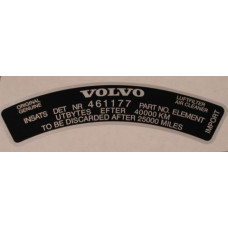 VOLVO
ORIGINAL
GENUINE
LUFTFILTER
AIR CLEANER
DET NR 461177 PART NO. ELEMENT
INSATS UTBYTES EFTER 40000 KM IMPORT
TO BE DISCARDED AFTER 25000 MILES